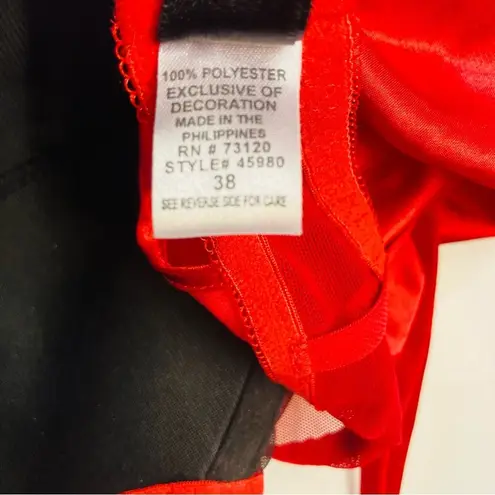 100% POLYESTER
EXCLUSIVE OF
DECORATION
MADE IN THE
PHILIPPINES
RN # 73120
STYLE# 45980
38
SEE REVERSE SIDE FOR CARE